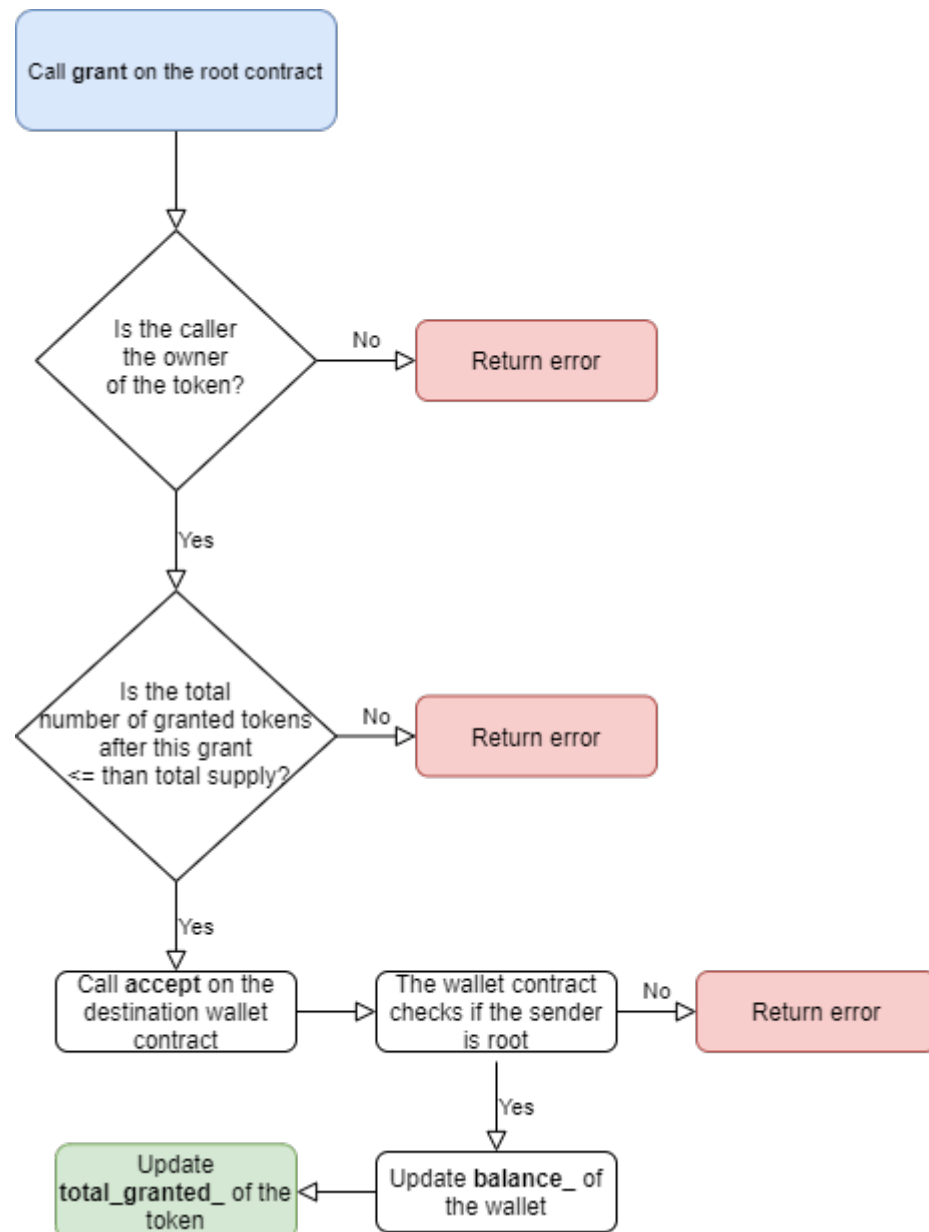 Call grant on the root contract
Is the caller
the owner
of the token?
No
Return error
Yes
Is the total
number of granted tokens
after this grant
<= than total supply?
No
Return error
Yes
Call accept on the
destination wallet
contract
The wallet contract
checks if the sender
is root
No
Return error
Yes
Update balance_ of
the wallet
Update
total_granted_ of the
token